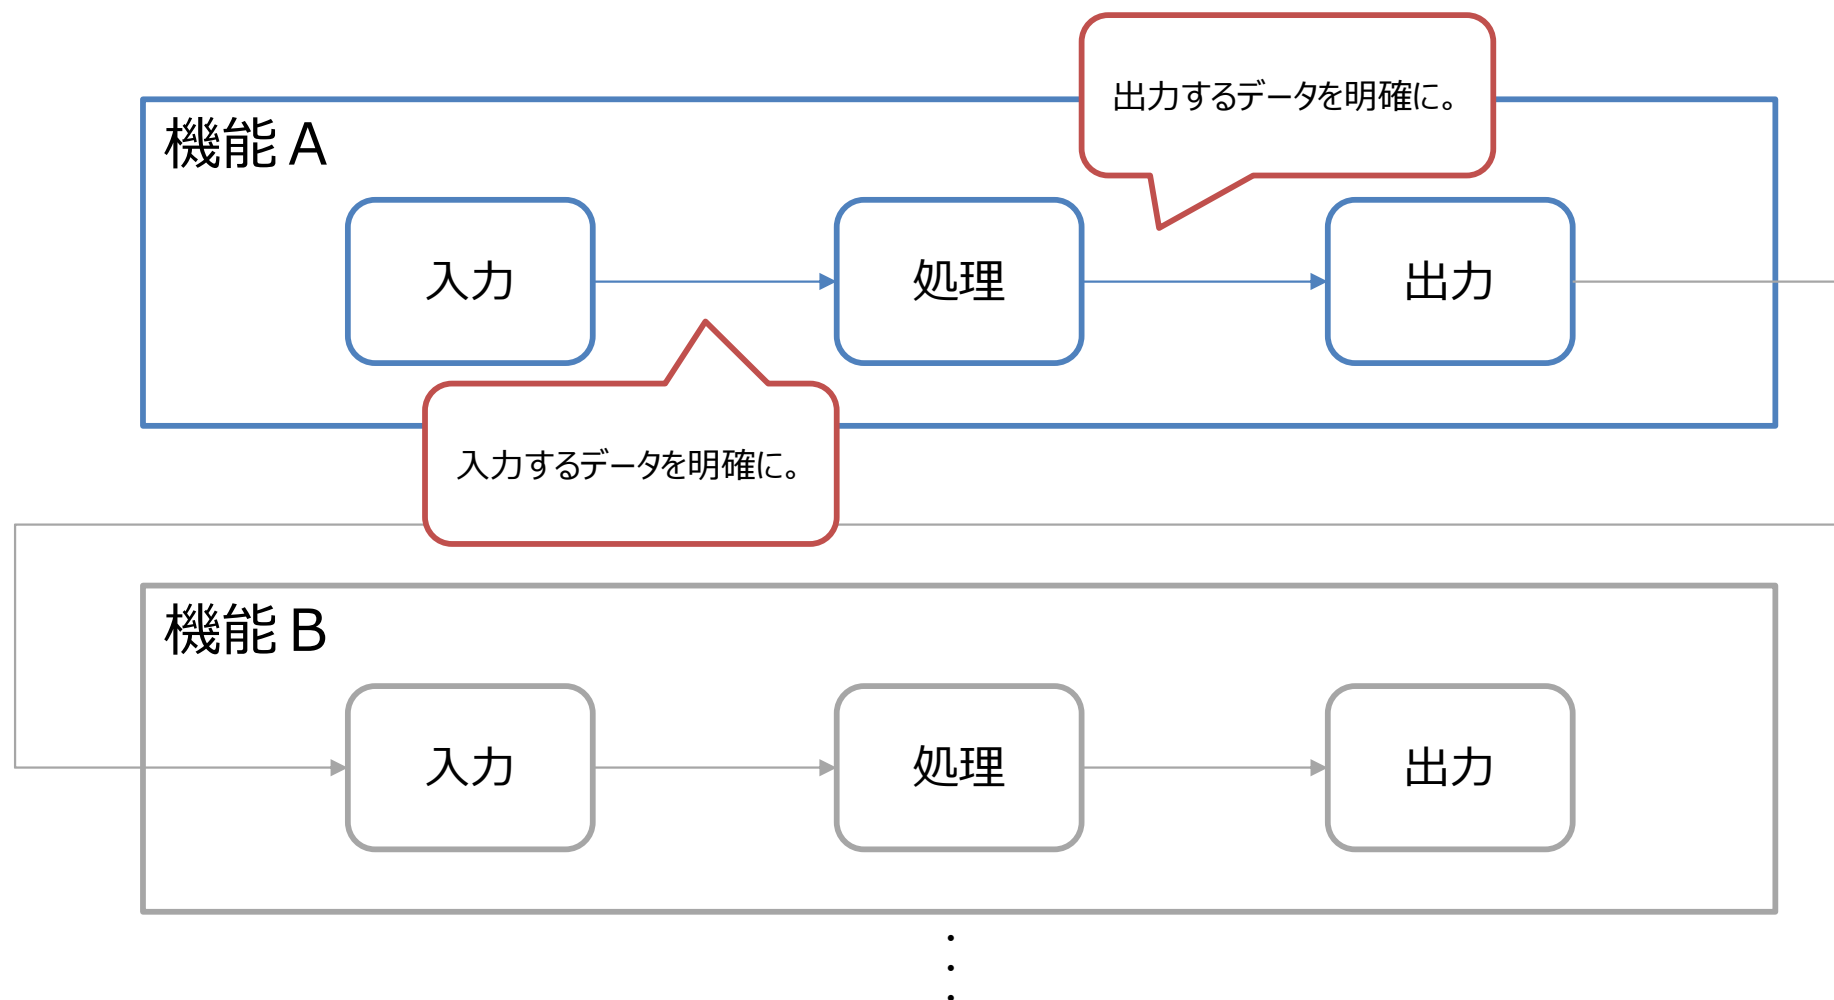 出力するデータを明確に。
機能A
入力
処理
出力
入力するデータを明確に。
機能B
入力
処理
出力
・
・
・